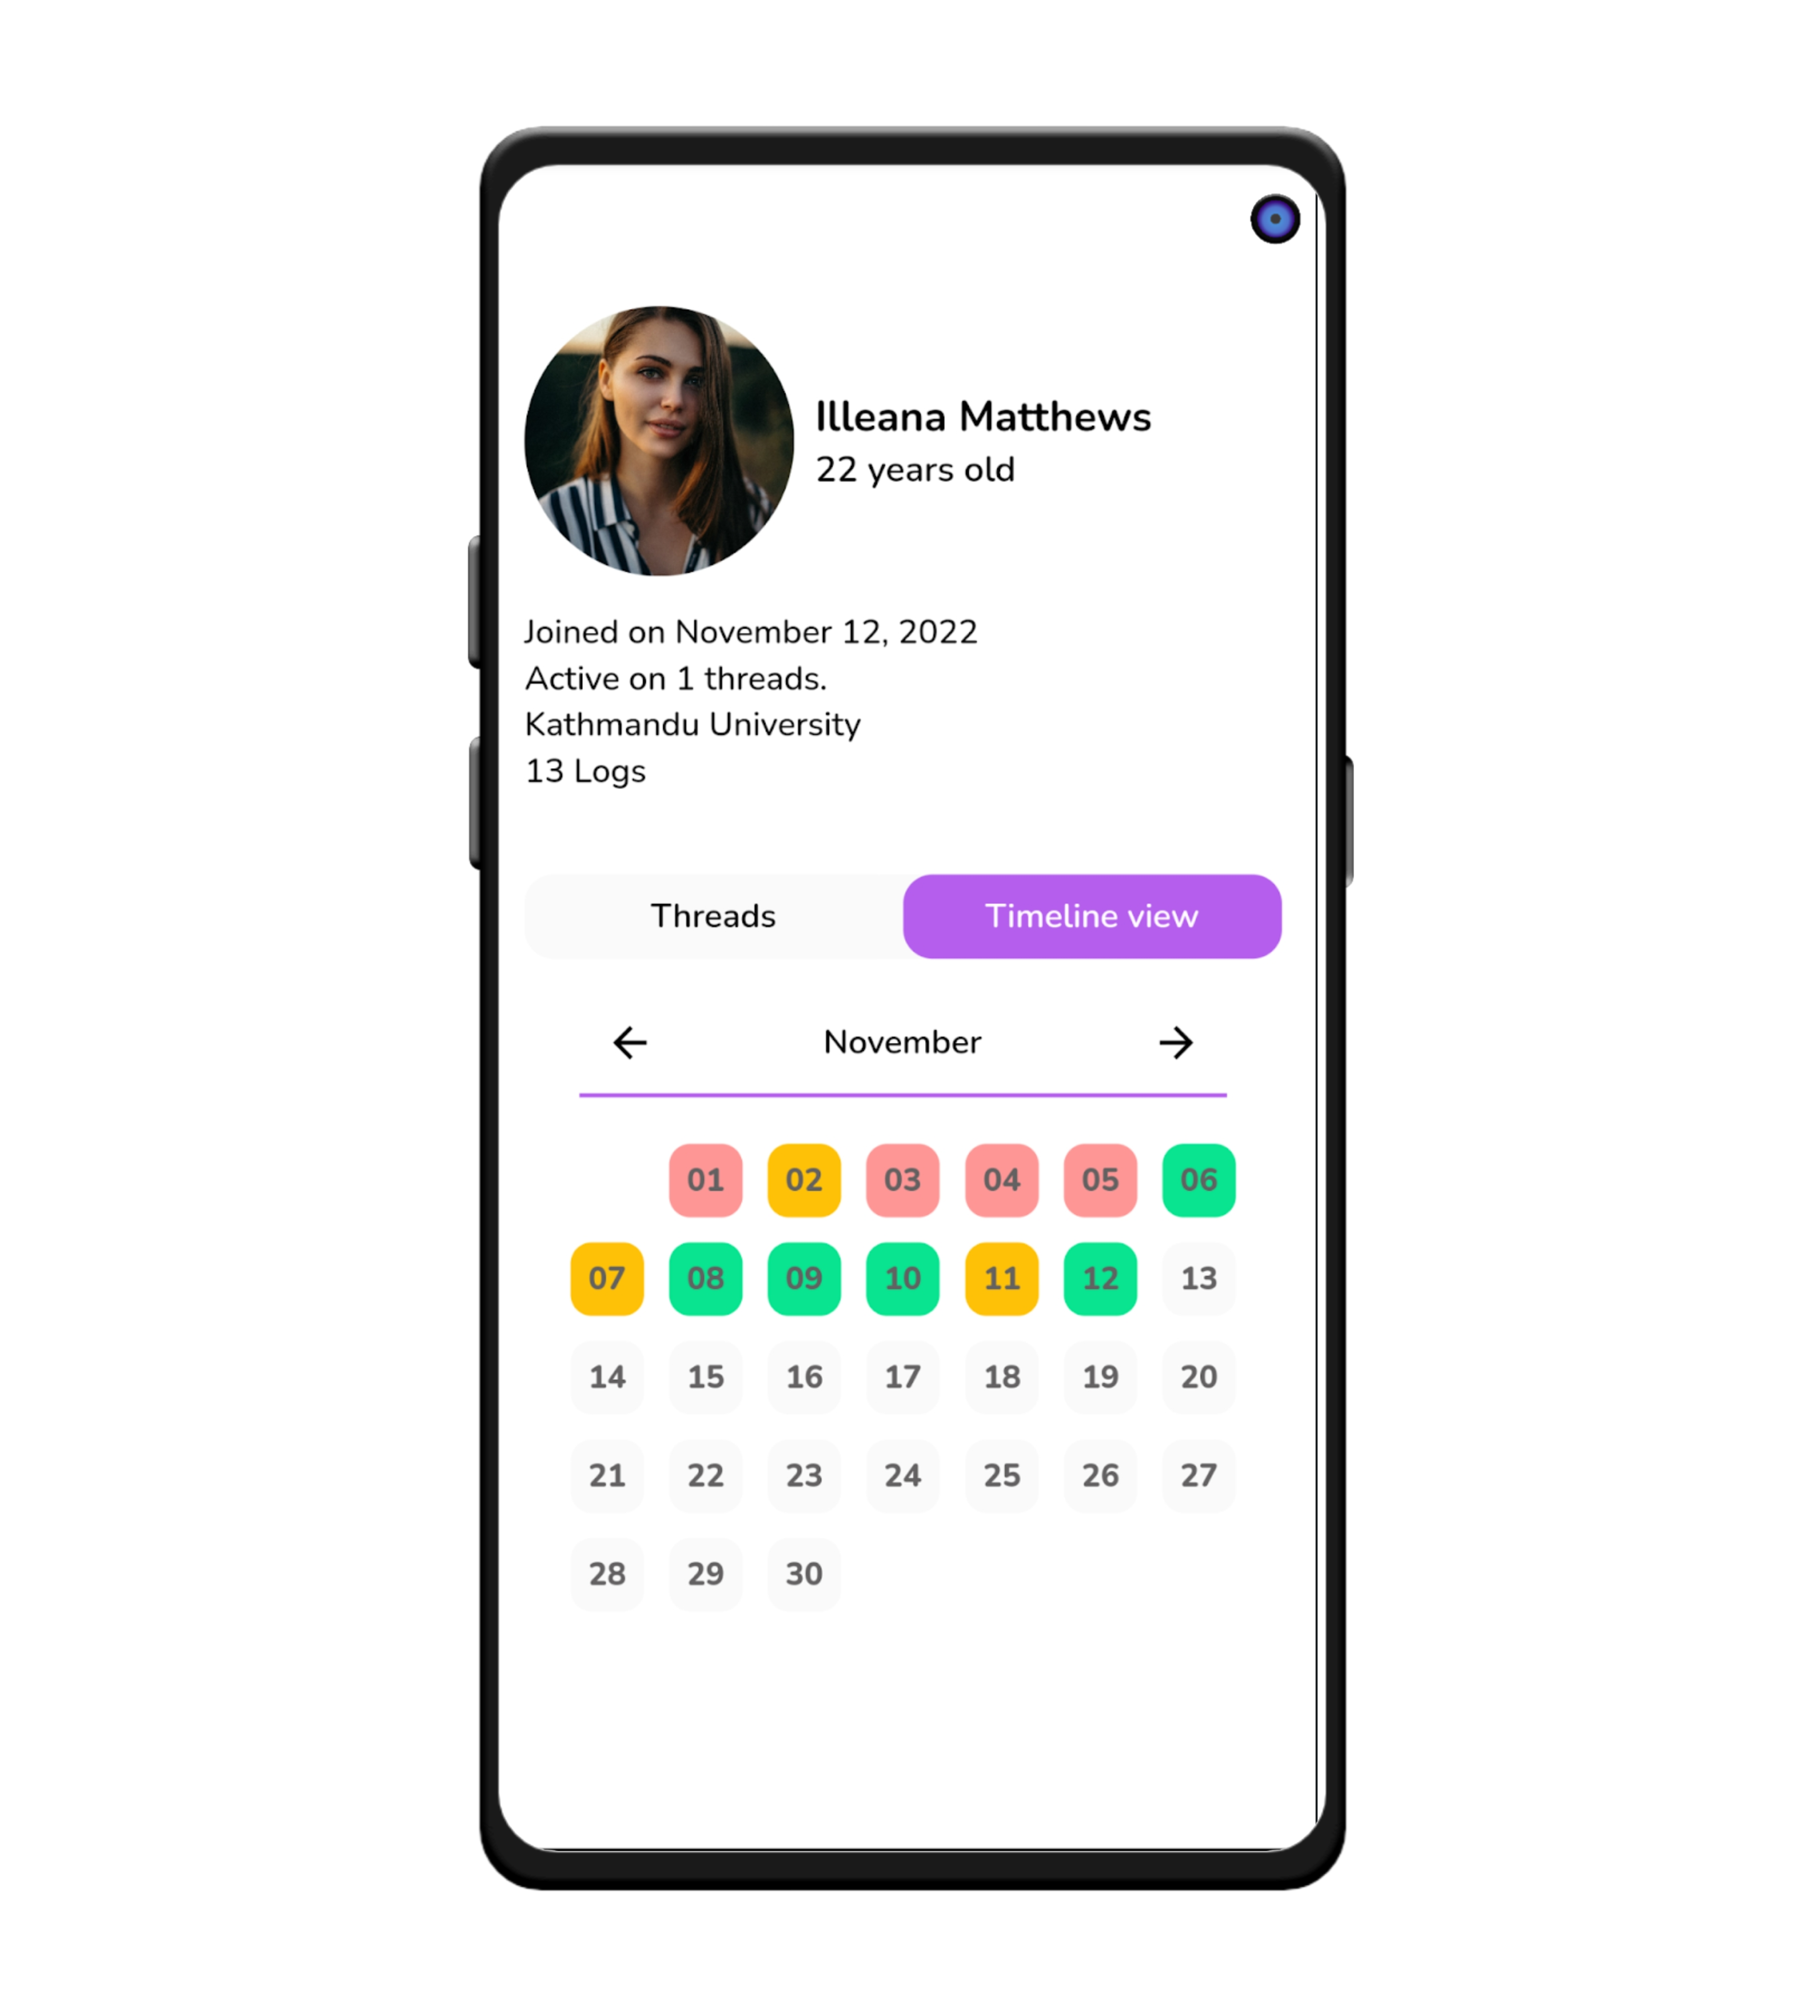 Illeana Matthews
22 years old
Joined on November 12, 2022
Active on 1 threads.
Kathmandu University
13 Logs
Threads Timeline view
November
01 02 03 04 05 06
07 08 09 10 11 12 13
14 15 16 17 18 19 20
21 22 23 24 25 26 27
28 29 30